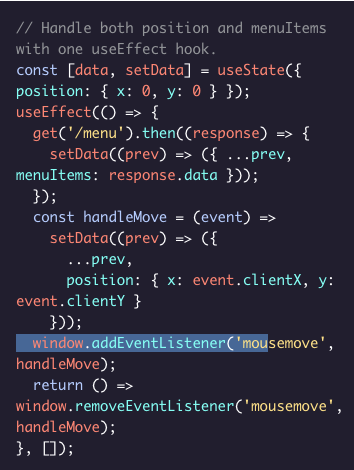 // Handle both position and menuItems
with one useEffect hook.
const [data, setData] = useState({
position: { x: 0, y: 0 } });
useEffect(() => {
  get('/menu').then((response) => {
    setData((prev) => ({ ...prev,
menuItems: response.data }));
  });
  const handleMove = (event) =>
    setData((prev) => ({
      ...prev,
      position: { x: event.clientX, y:
event.clientY }
    }));
  window.addEventListener('mousemove',
handleMove);
  return () =>
window.removeEventListener('mousemove',
handleMove);
}, []);